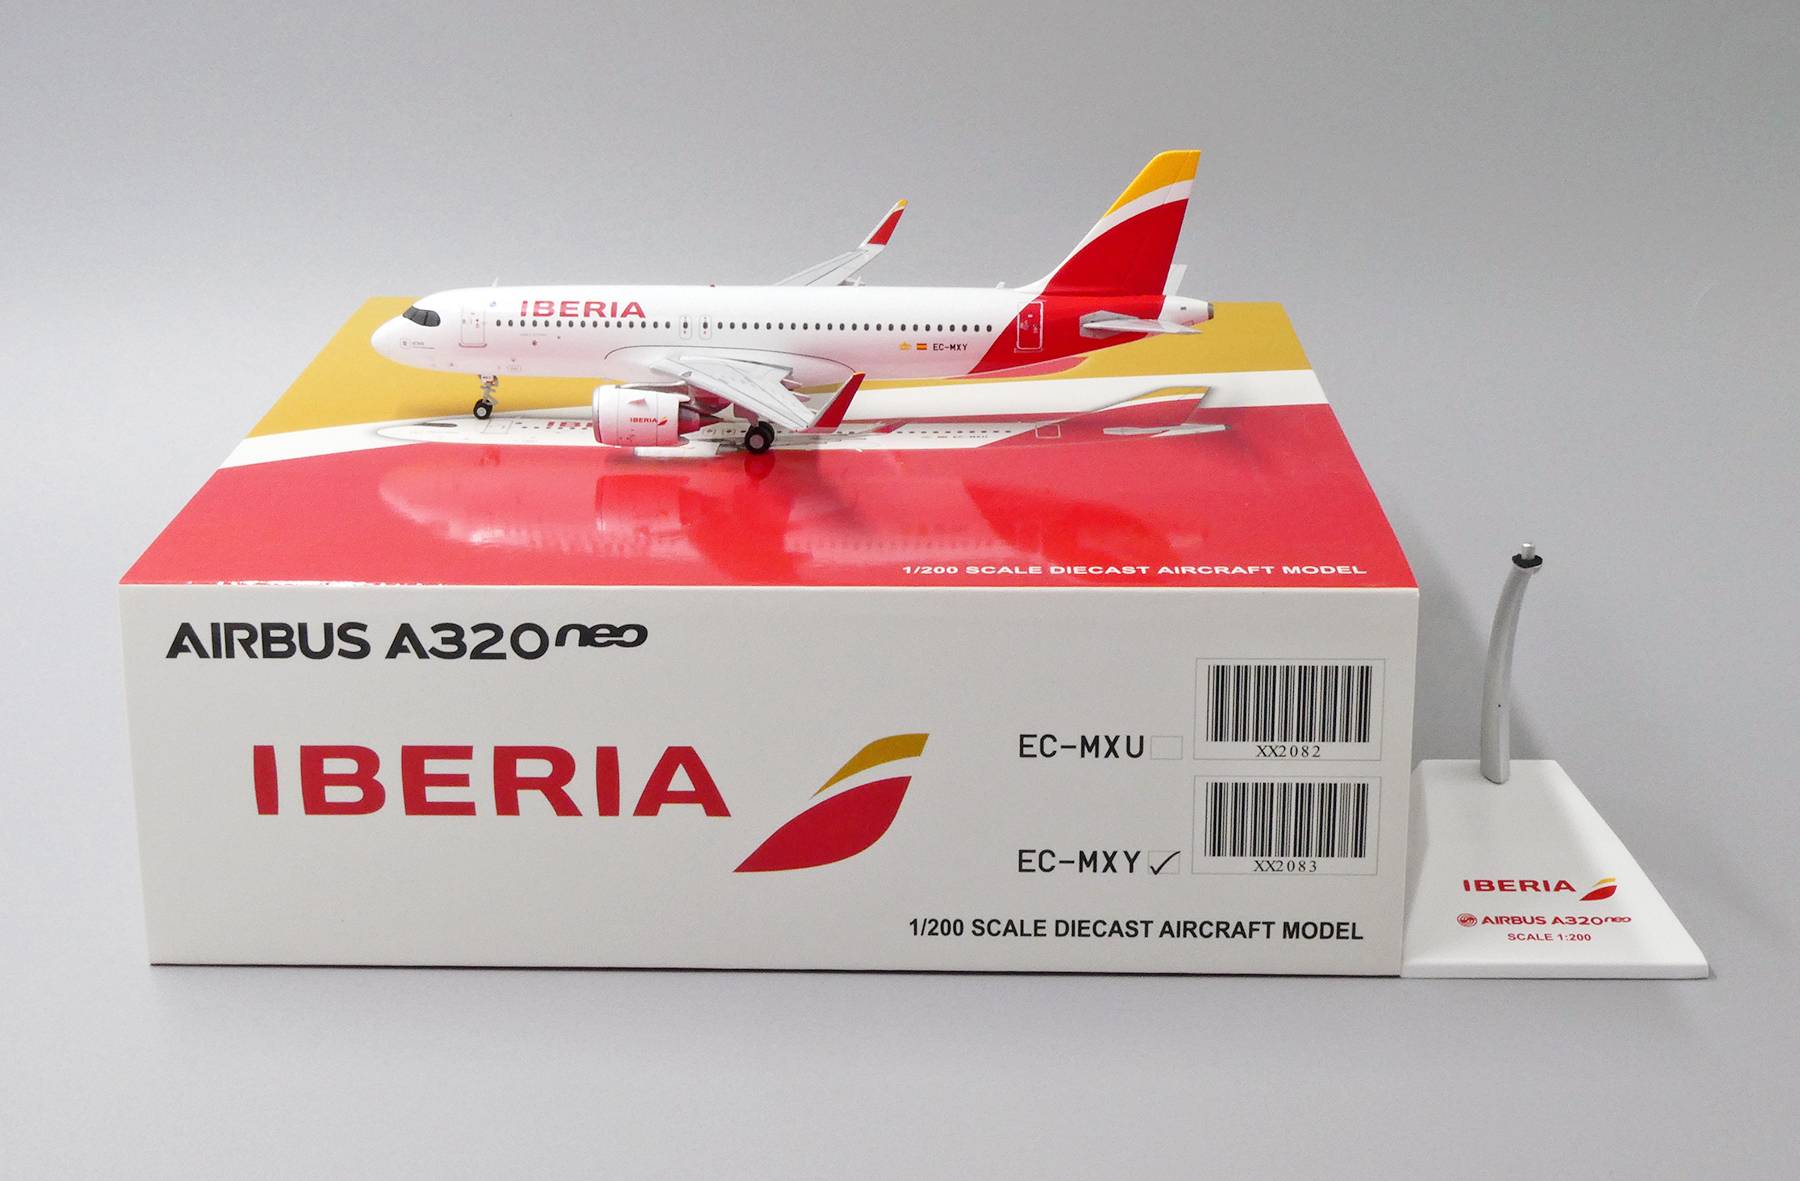 IBERIA
EC-MXY
IBERIA
1/200 SCALE DIECAST AIRCRAFT MODEL
AIRBUS A320neo
IBERIA
EC-MXU
XX2082
EC-MXY
XX2083
1/200 SCALE DIECAST AIRCRAFT MODEL
IBERIA
AIRBUS A320neo
SCALE 1:200